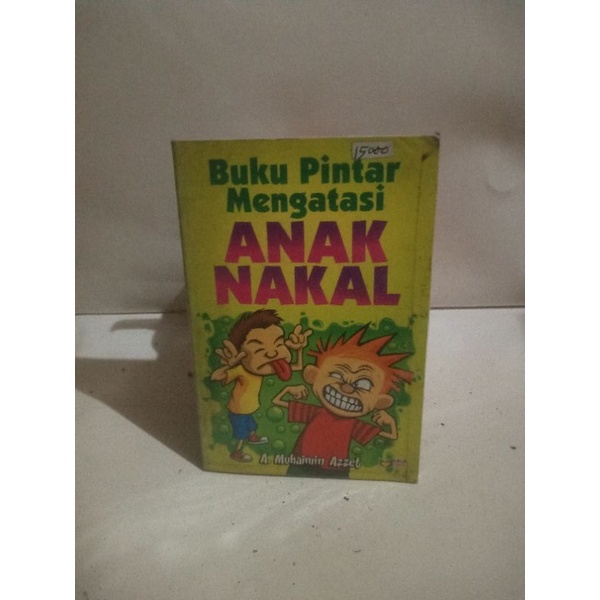 15000
Buku Pintar
Mengatasi
ANAK
NAKAL
A. Muhaimin Azzet